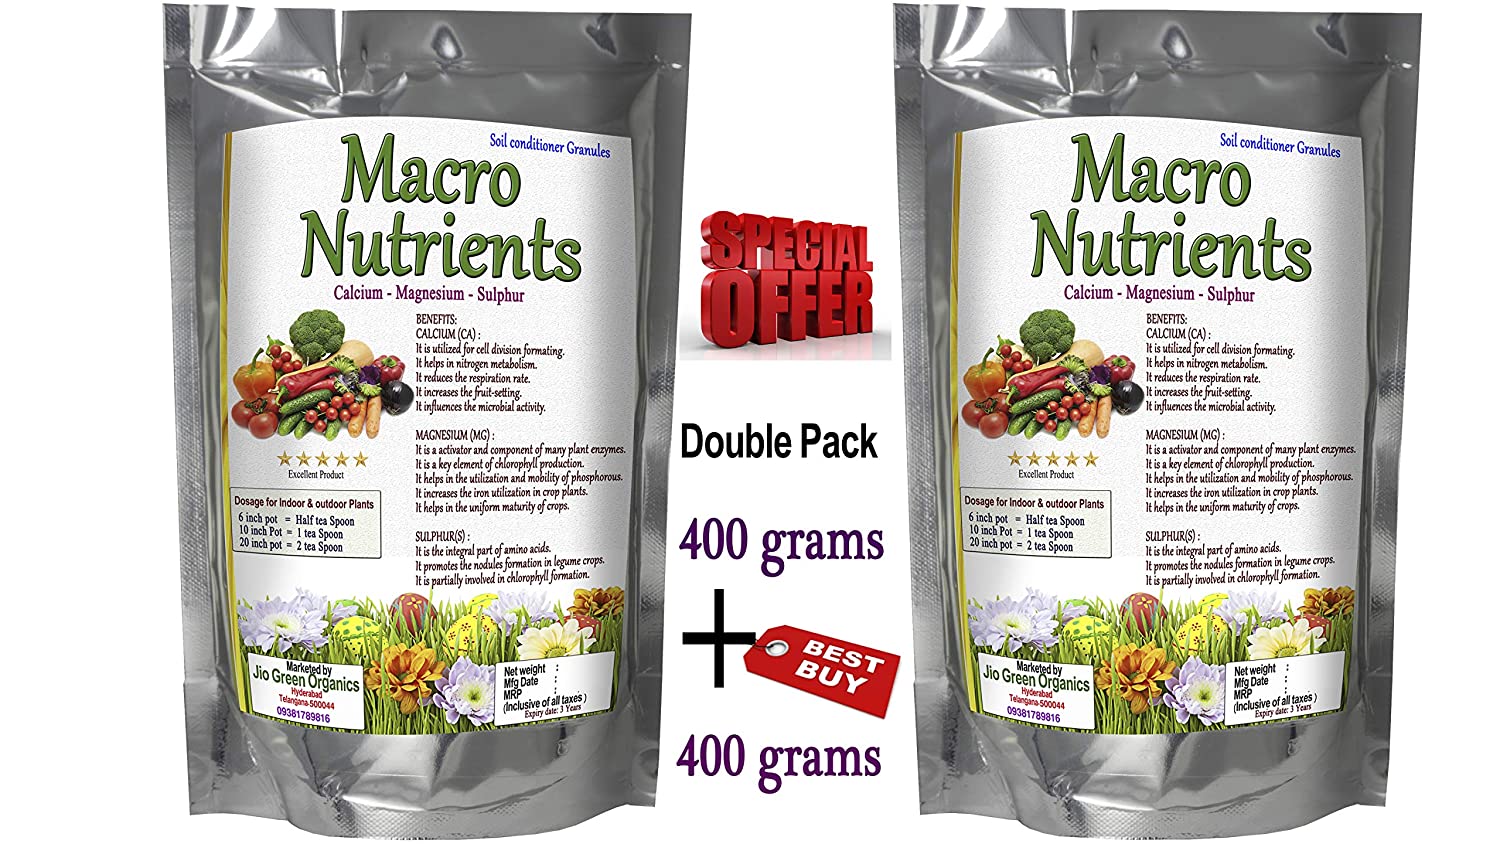 Soil conditioner Granules
Macro
Nutrients
Calcium - Magnesium - Sulphur
BENEFITS:
CALCIUM (CA) :
It is utilized for cell division formating.
It helps in nitrogen metabolism.
It reduces the respiration rate.
It increases the fruit-setting.
It influences the microbial activity.
MAGNESIUM (MG) :
It is a activator and component of many plant enzymes.
It is a key element of chlorophyll production.
It helps in the utilization and mobility of phosphorous.
It increases the iron utilization in crop plants.
It helps in the uniform maturity of crops.
SULPHUR(S) :
It is the integral part of amino acids.
It promotes the nodules formation in legume crops.
It is partially involved in chlorophyll formation.
Excellent Product
Dosage for Indoor & outdoor Plants
6 inch pot = Half tea Spoon
10 inch Pot = 1 tea Spoon
20 inch pot = 2 tea Spoon
Marketed by
Jio Green Organics
Hyderabad
Telangana-500044
09381789816
Net weight :
Mfg Date :
MRP :
(Inclusive of all taxes )
Expiry date: 3 Years
SPECIAL
OFFER
Double Pack
400 grams
+
BEST
BUY
400 grams
Soil conditioner Granules
Macro
Nutrients
Calcium - Magnesium - Sulphur
BENEFITS:
CALCIUM (CA) :
It is utilized for cell division formating.
It helps in nitrogen metabolism.
It reduces the respiration rate.
It increases the fruit-setting.
It influences the microbial activity.
MAGNESIUM (MG) :
It is a activator and component of many plant enzymes.
It is a key element of chlorophyll production.
It helps in the utilization and mobility of phosphorous.
It increases the iron utilization in crop plants.
It helps in the uniform maturity of crops.
SULPHUR(S) :
It is the integral part of amino acids.
It promotes the nodules formation in legume crops.
It is partially involved in chlorophyll formation.
Excellent Product
Dosage for Indoor & outdoor Plants
6 inch pot = Half tea Spoon
10 inch Pot = 1 tea Spoon
20 inch pot = 2 tea Spoon
Marketed by
Jio Green Organics
Hyderabad
Telangana-500044
09381789816
Net weight :
Mfg Date :
MRP :
(Inclusive of all taxes )
Expiry date: 3 Years